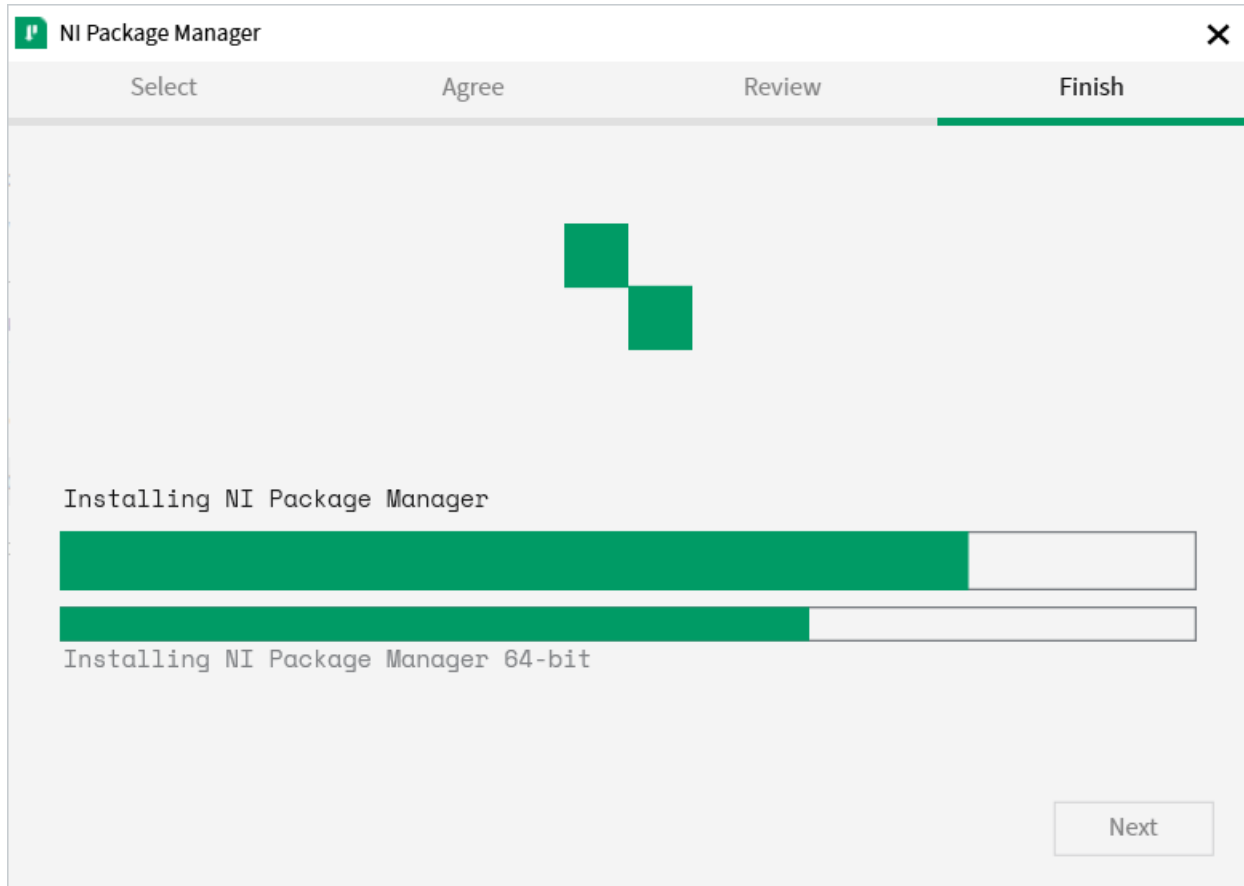 NI Package Manager
Select Agree Review Finish
Installing NI Package Manager
Installing NI Package Manager 64-bit
Next